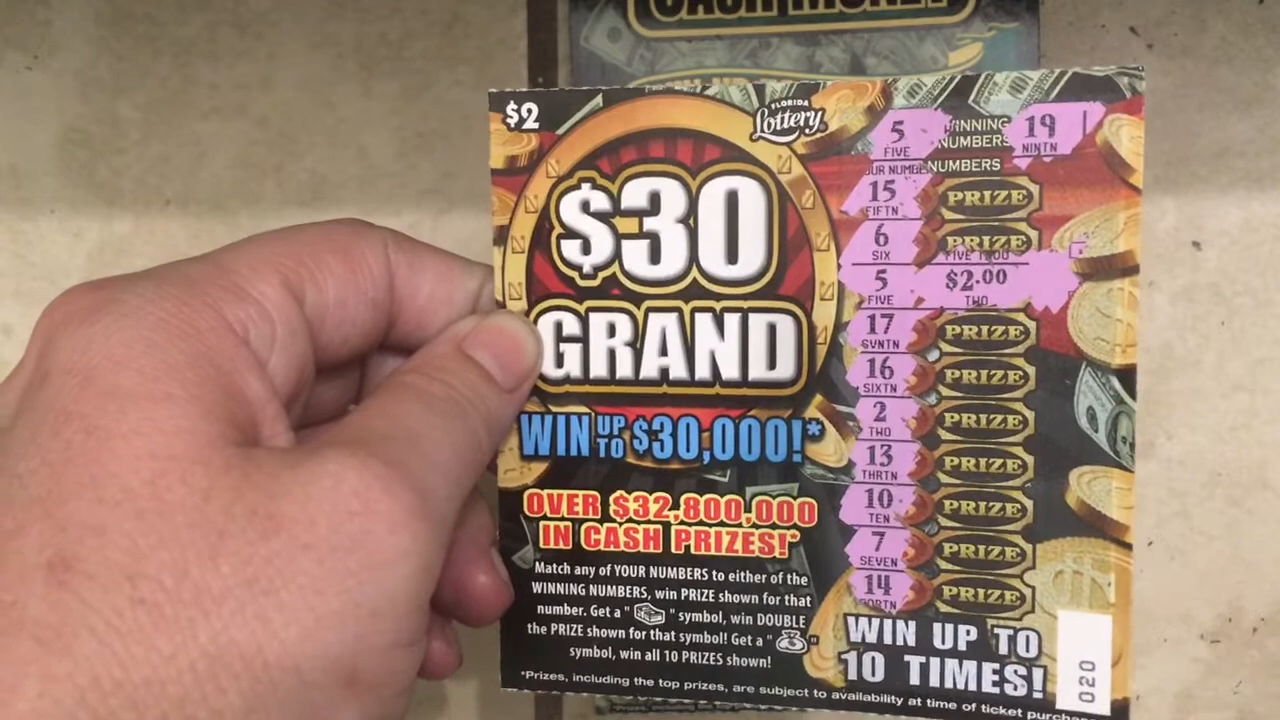 CASH MONEY
$2
FLORIDA
Lottery
$30
GRAND
WIN UP TO $30,000!*
OVER $32,800,000
IN CASH PRIZES!*
Match any of YOUR NUMBERS to either of the
WINNING NUMBERS, win PRIZE shown for that
number. Get a " " symbol, win DOUBLE
the PRIZE shown for that symbol! Get a " "
symbol, win all 10 PRIZES shown!
*Prizes, including the top prizes, are subject to availability at time of ticket purchase
5
FIVE
WINNING
NUMBERS
19
NINTN
NUMBERS
15
FIFTN
PRIZE
6
SIX
PRIZE
5
FIVE
$2.00
TWO
17
SVNTN
PRIZE
16
SIXTN
PRIZE
2
TWO
PRIZE
13
THRTN
PRIZE
10
TEN
PRIZE
7
SEVEN
PRIZE
14
PRIZE
WIN UP TO
10 TIMES!
020